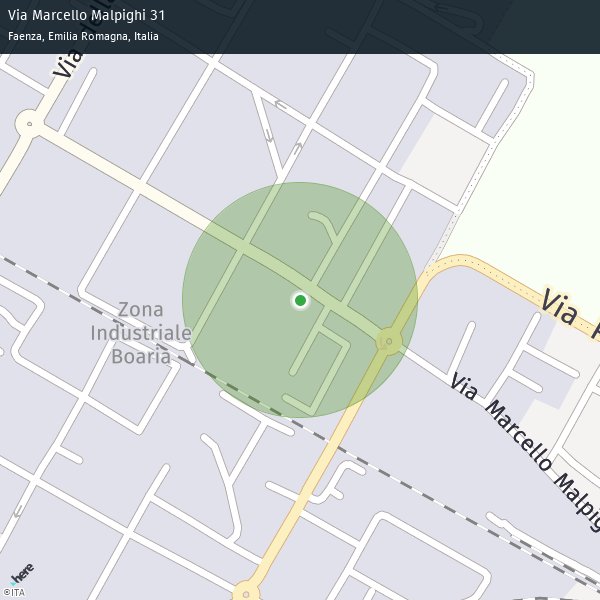 Via Marcello Malpighi 31
Faenza, Emilia Romagna, Italia
Via
Via
Zona
Industriale
Boaria
Via Marcello Malpig
here
©ITA